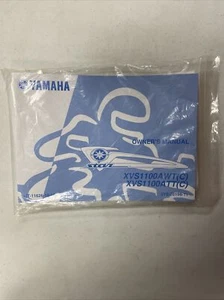 YAMAHA
OWNER'S MANUAL
XVS1100AWT(C)
XVS1100ATT(C)